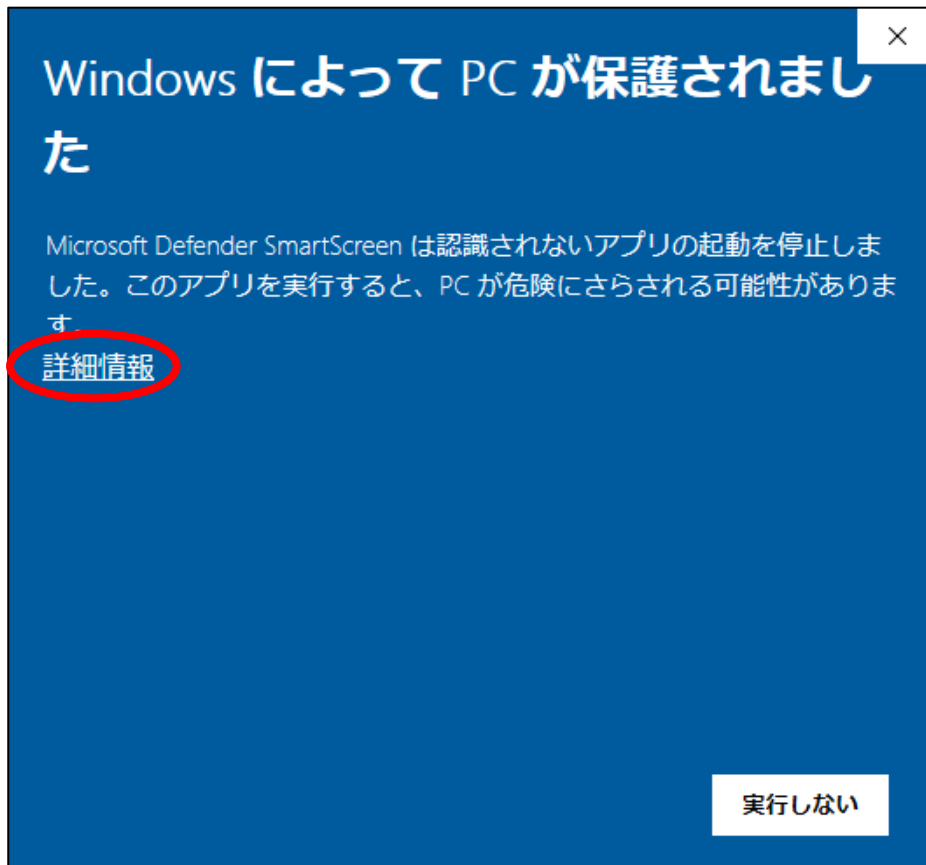 Windows によって PC が保護されまし
た
Microsoft Defender SmartScreen は認識されないアプリの起動を停止しま
した。このアプリを実行すると、PC が危険にさらされる可能性がありま
す。
詳細情報
実行しない